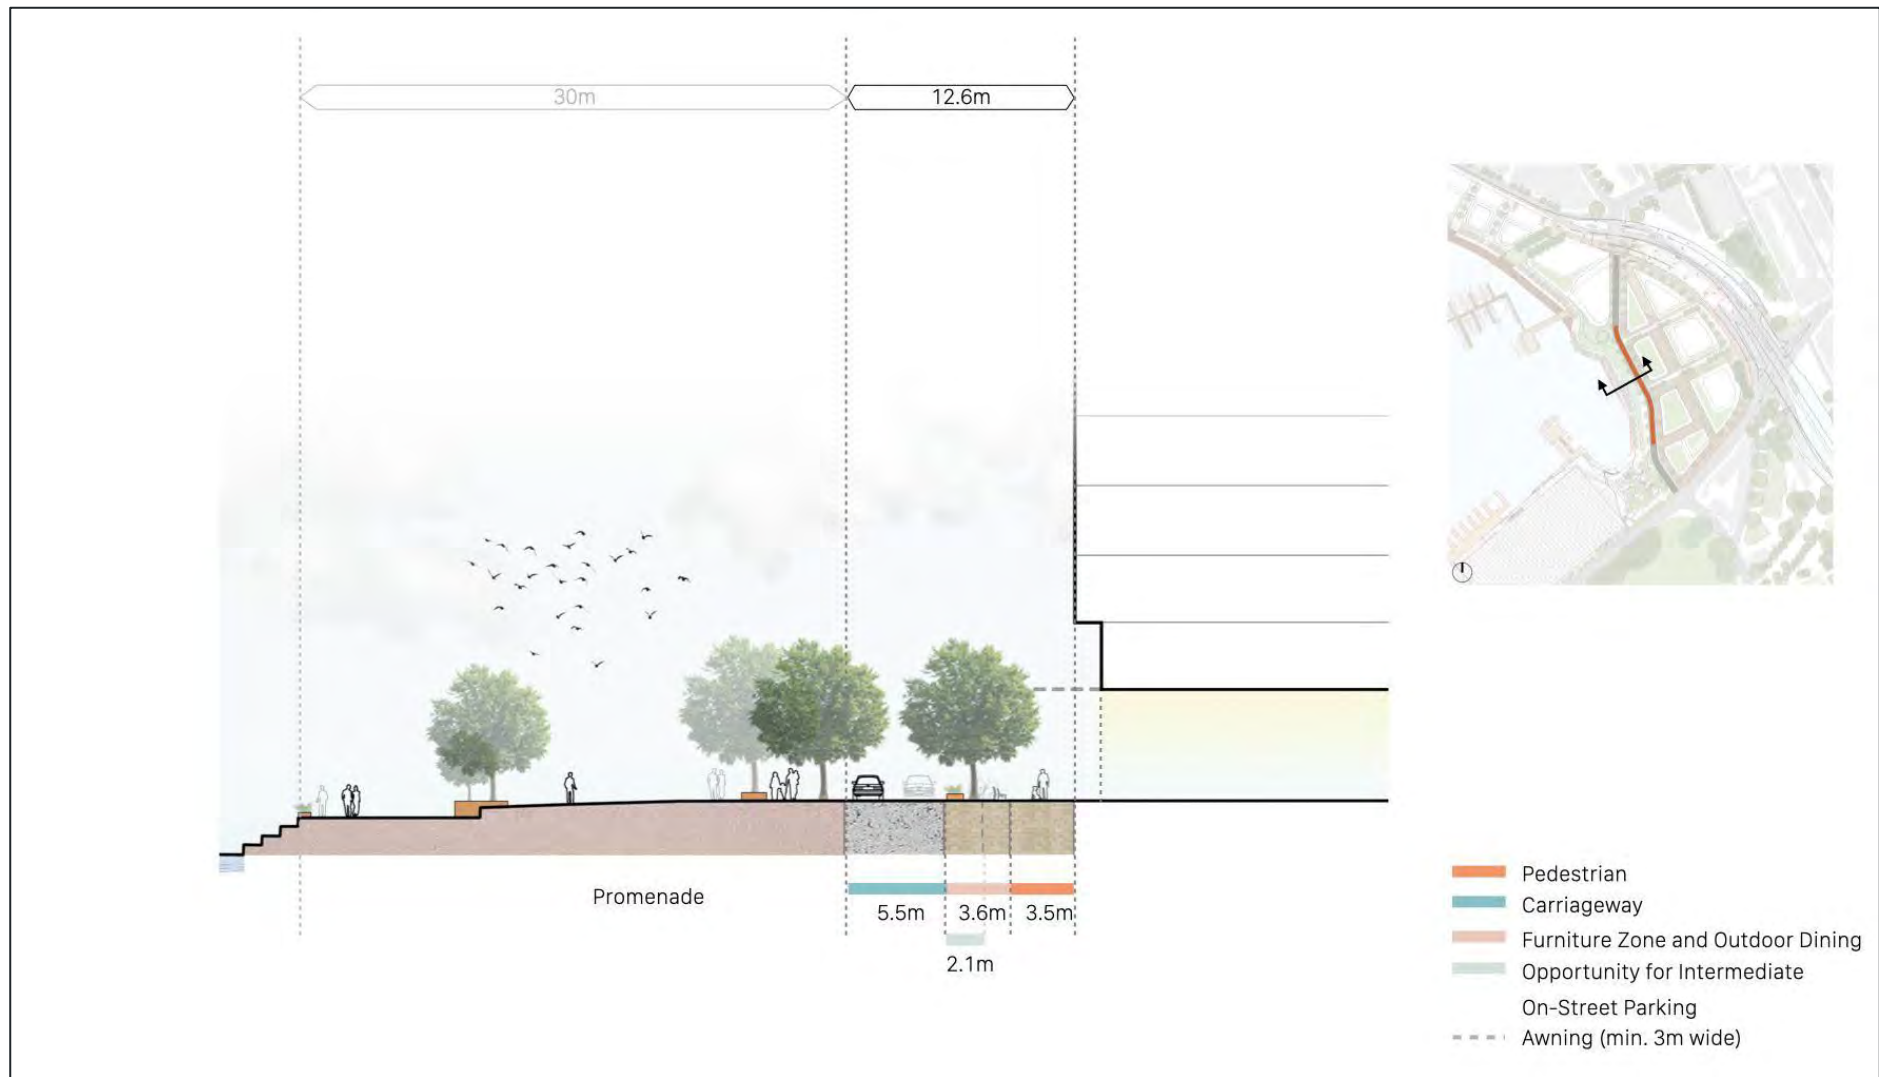 30m
12.6m
Promenade
5.5m
3.6m
3.5m
2.1m
Pedestrian
Carriageway
Furniture Zone and Outdoor Dining
Opportunity for Intermediate
On-Street Parking
Awning (min. 3m wide)